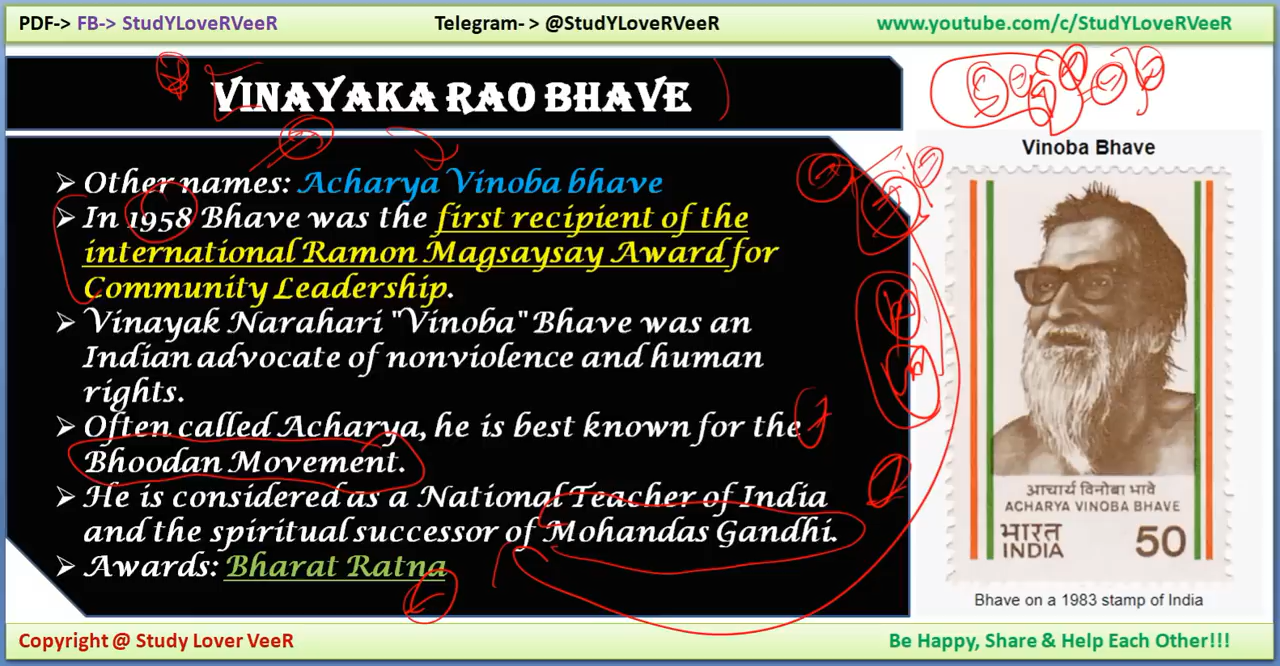 PDF-> FB-> StudYLoveRVeeR
Telegram- > @StudYLoveRVeeR
www.youtube.com/c/StudYLoveRVeeR
VINAYAKA RAO BHAVE
➢ Other names: Acharya Vinoba bhave
➢ In 1958 Bhave was the first recipient of the
international Ramon Magsaysay Award for
Community Leadership.
➢ Vinayak Narahari "Vinoba" Bhave was an
Indian advocate of nonviolence and human
rights.
➢ Often called Acharya, he is best known for the
Bhoodan Movement.
➢ He is considered as a National Teacher of India
and the spiritual successor of Mohandas Gandhi.
➢ Awards: Bharat Ratna
Vinoba Bhave
आचार्य विनोबा भावे
ACHARYA VINOBA BHAVE
भारत
INDIA 50
Bhave on a 1983 stamp of India
Copyright @ Study Lover VeeR
Be Happy, Share & Help Each Other!!!